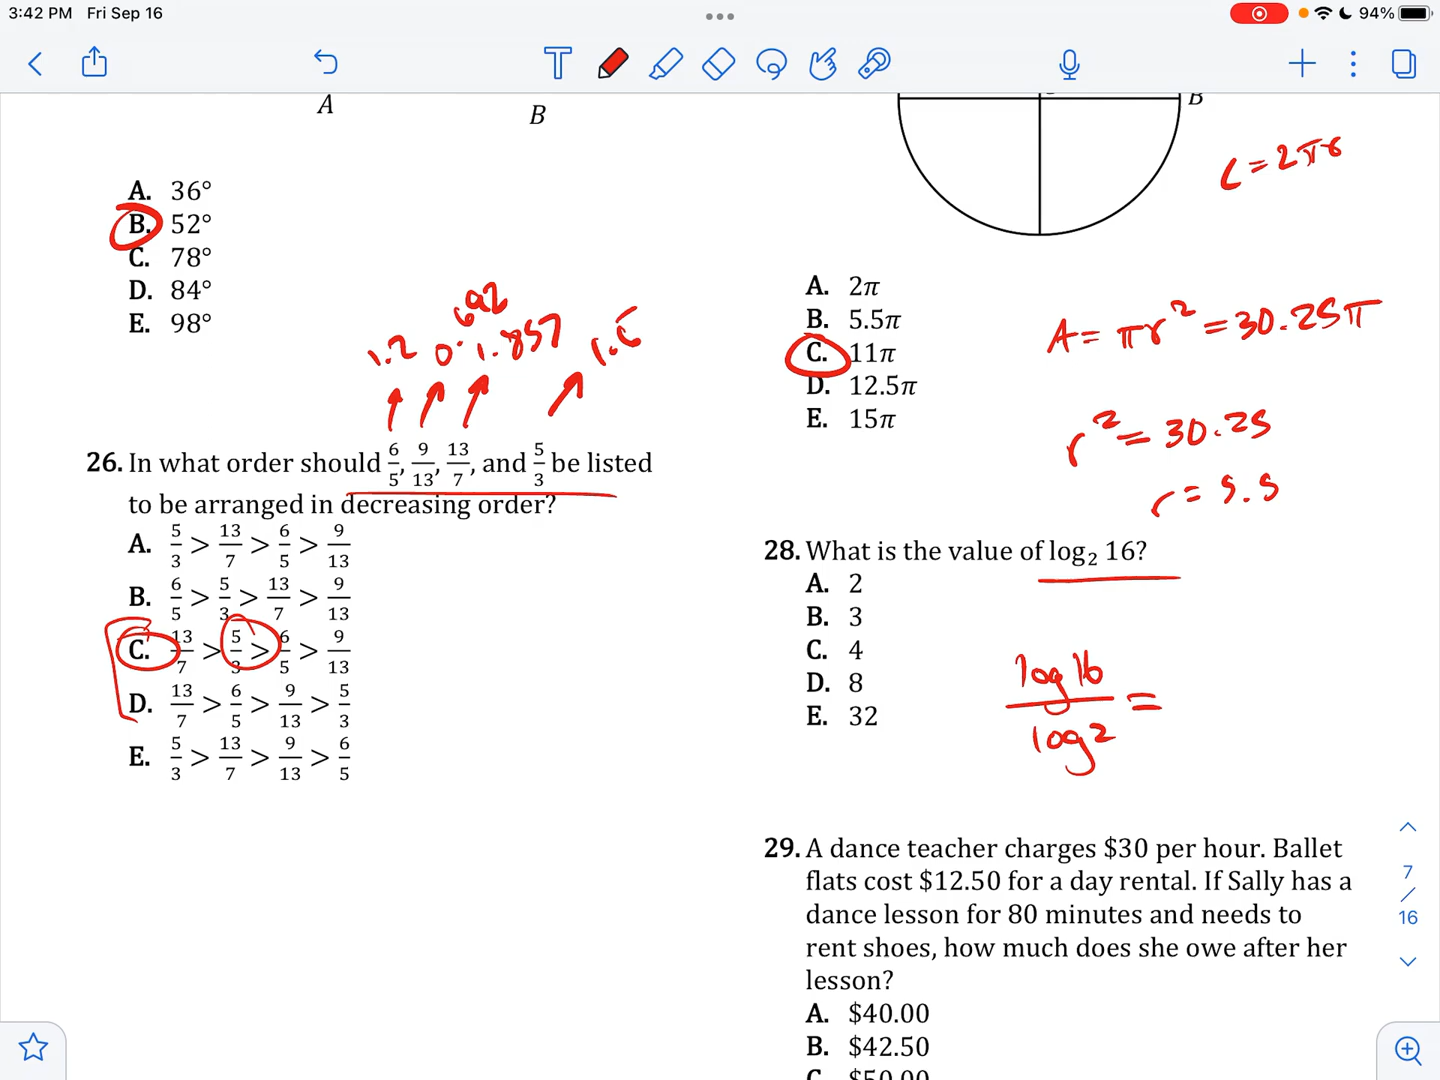 3:42 PM Fri Sep 16
94%
A
B
A. 36°
B. 52°
C. 78°
D. 84°
E. 98°
1.2 0.692 1.857 1.6
26. In what order should 6/5, 9/13, 13/7, and 5/3 be listed
to be arranged in decreasing order?
A. 5/3 > 13/7 > 6/5 > 9/13
B. 6/5 > 5/3 > 13/7 > 9/13
C. 13/7 > 5/3 > 6/5 > 9/13
D. 13/7 > 6/5 > 9/13 > 5/3
E. 5/3 > 13/7 > 9/13 > 6/5
B
C = 2πr
A. 2π
B. 5.5π
C. 11π
D. 12.5π
E. 15π
A = πr² = 30.25π
r² = 30.25
r = 5.5
28. What is the value of log₂ 16?
A. 2
B. 3
C. 4
D. 8
E. 32
log 16 / log 2 =
29. A dance teacher charges $30 per hour. Ballet
flats cost $12.50 for a day rental. If Sally has a
dance lesson for 80 minutes and needs to
rent shoes, how much does she owe after her
lesson?
A. $40.00
B. $42.50
C. $50.00
7
/
16